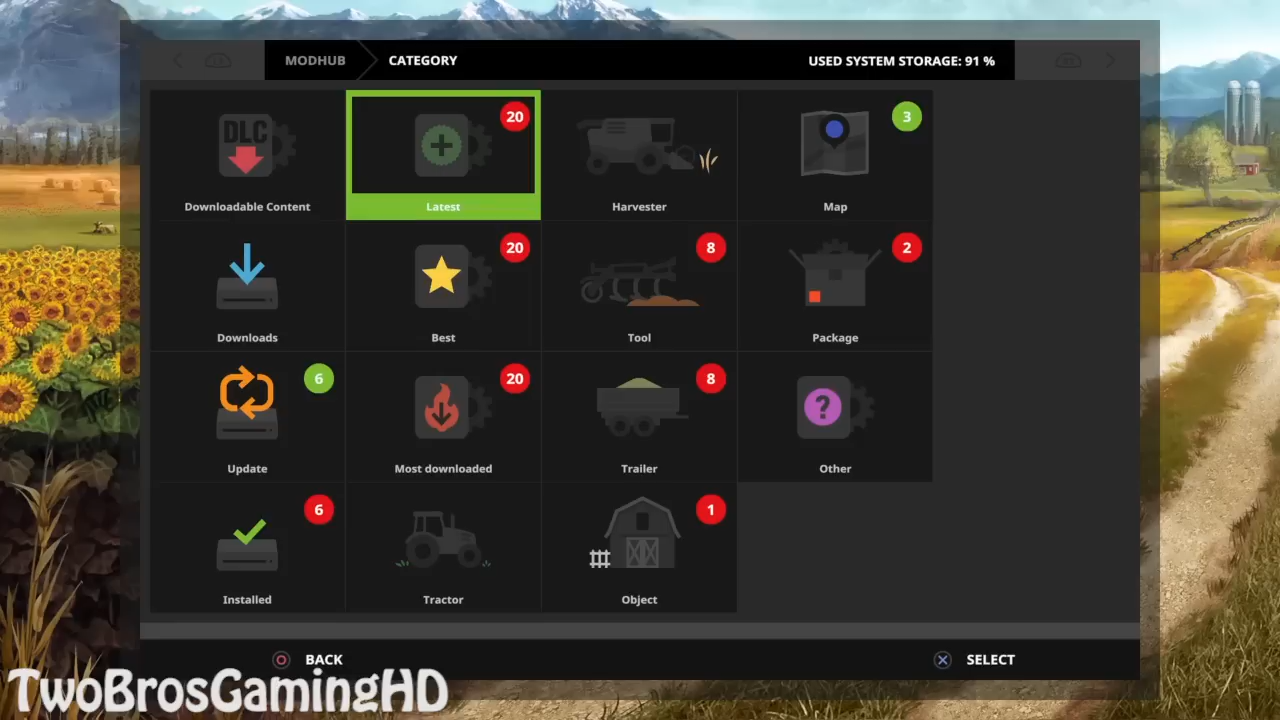 MODHUB
CATEGORY
USED SYSTEM STORAGE: 91 %
DLC
20
3
Downloadable Content
Latest
Harvester
Map
20
8
2
Downloads
Best
Tool
Package
6
20
8
?
Update
Most downloaded
Trailer
Other
6
1
Installed
Tractor
Object
BACK
SELECT
TwoBrosGamingHD